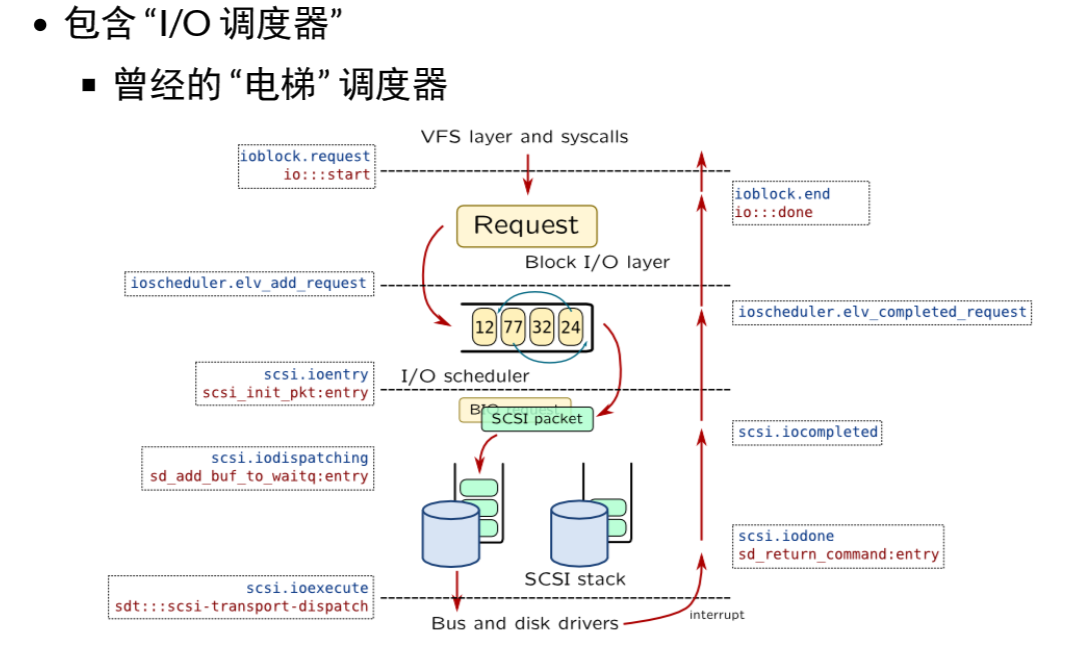 包含 “I/O 调度器”
曾经的 “电梯” 调度器
VFS layer and syscalls
ioblock.request
io:::start
ioblock.end
io:::done
Request
Block I/O layer
ioscheduler.elv_add_request
ioscheduler.elv_completed_request
12 77 32 24
I/O scheduler
scsi.ioentry
scsi_init_pkt:entry
SCSI packet
scsi.iocompleted
scsi.iodispatching
sd_add_buf_to_waitq:entry
scsi.iodone
sd_return_command:entry
SCSI stack
scsi.ioexecute
sdt:::scsi-transport-dispatch
interrupt
Bus and disk drivers